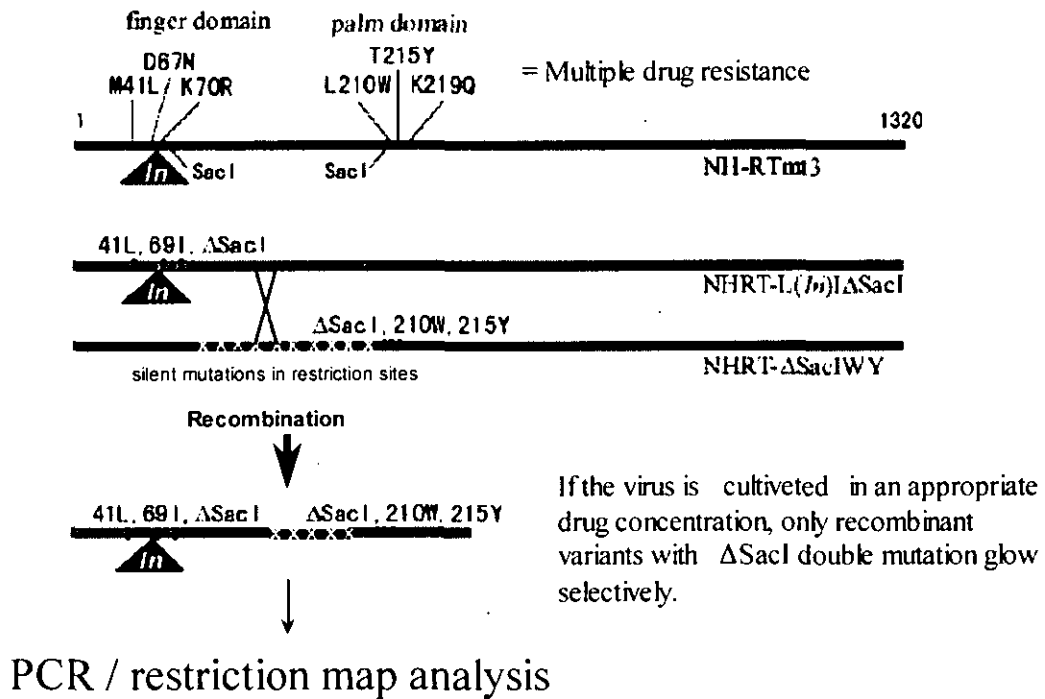 finger domain palm domain
D67N T215Y
M41L K70R L210W K219Q = Multiple drug resistance
1 1320
In SacI SacI NH-RTmt3
41L, 69I, ΔSacI
In NHRT-L(In)IΔSacI
ΔSacI, 210W, 215Y
silent mutations in restriction sites NHRT-ΔSacIWY
Recombination
41L, 69I, ΔSacI ΔSacI, 210W, 215Y
In
If the virus is cultiveted in an appropriate
drug concentration, only recombinant
variants with ΔSacI double mutation glow
selectively.
PCR / restriction map analysis